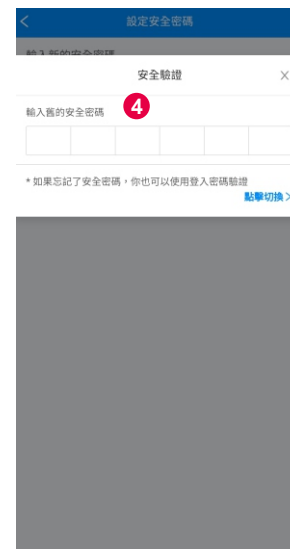 設定安全密碼
輸入新的安全密碼
安全驗證
輸入舊的安全密碼
4
* 如果忘記了安全密碼，你也可以使用登入密碼驗證
點擊切換